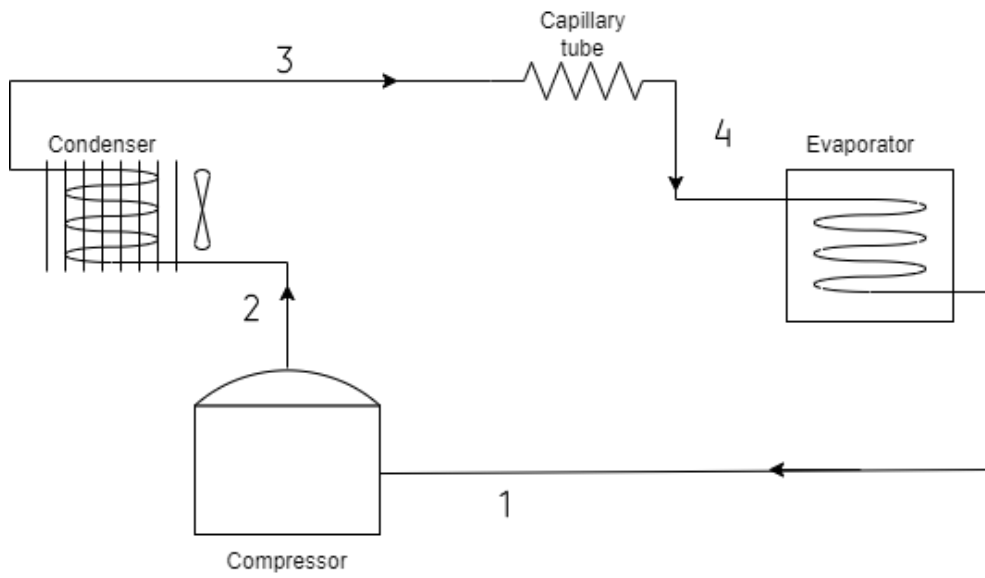 Capillary
tube
3
Condenser
4
Evaporator
2
1
Compressor